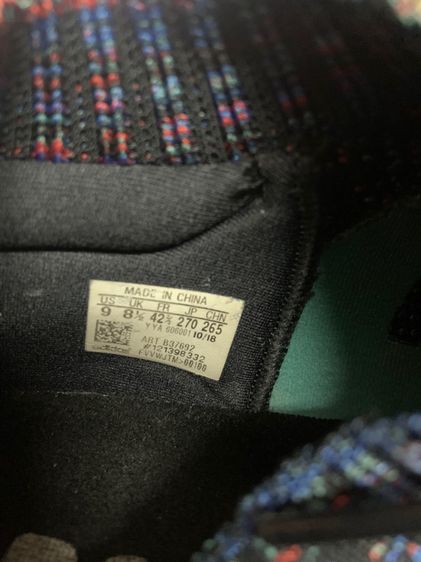 MADE IN CHINA
US UK FR JP CHN
9 8½ 42⅔ 270 265
YYA 606001 10/18
ART B37692
#121398332